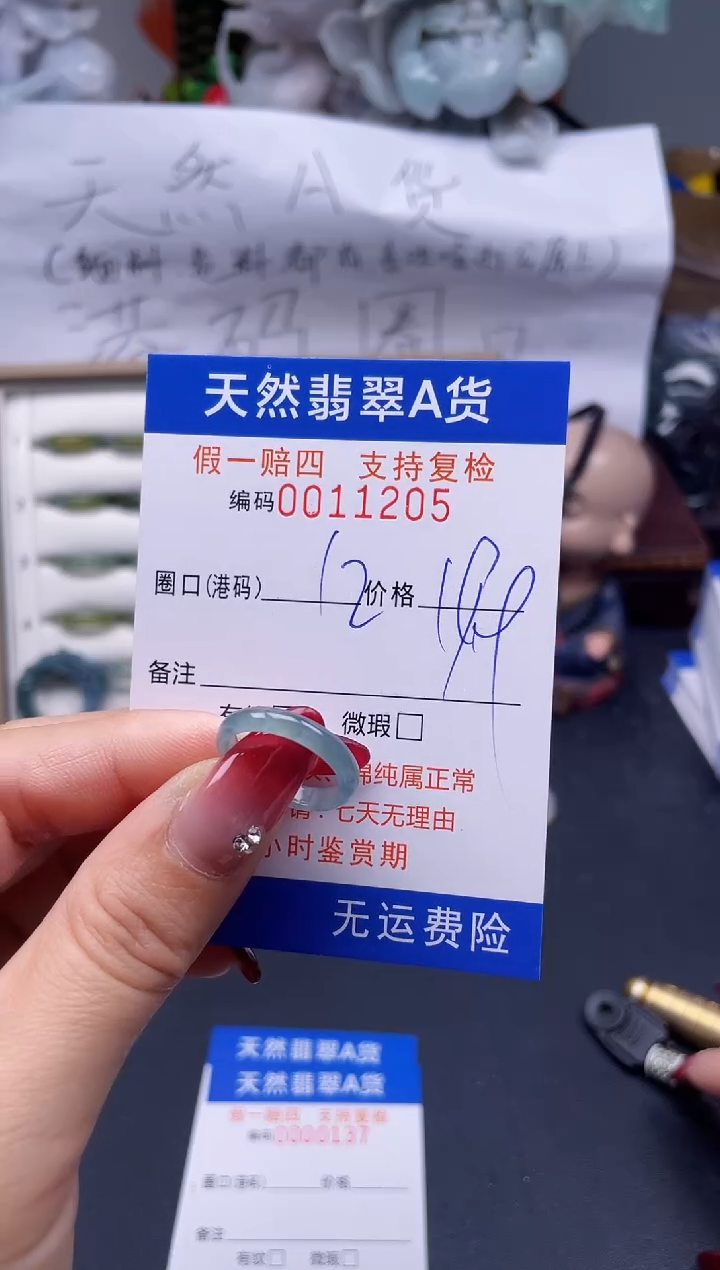 天然A货
港码圈口
天然翡翠A货
假一赔四 支持复检
编码0011205
圈口(港码) 12 价格
备注
微瑕□
棉纯属正常
七天无理由
小时鉴赏期
无运费险
天然翡翠A货
天然翡翠A货
假一赔四 支持复检
编码0000137
圈口(港码) 价格
备注
有纹□ 微瑕□